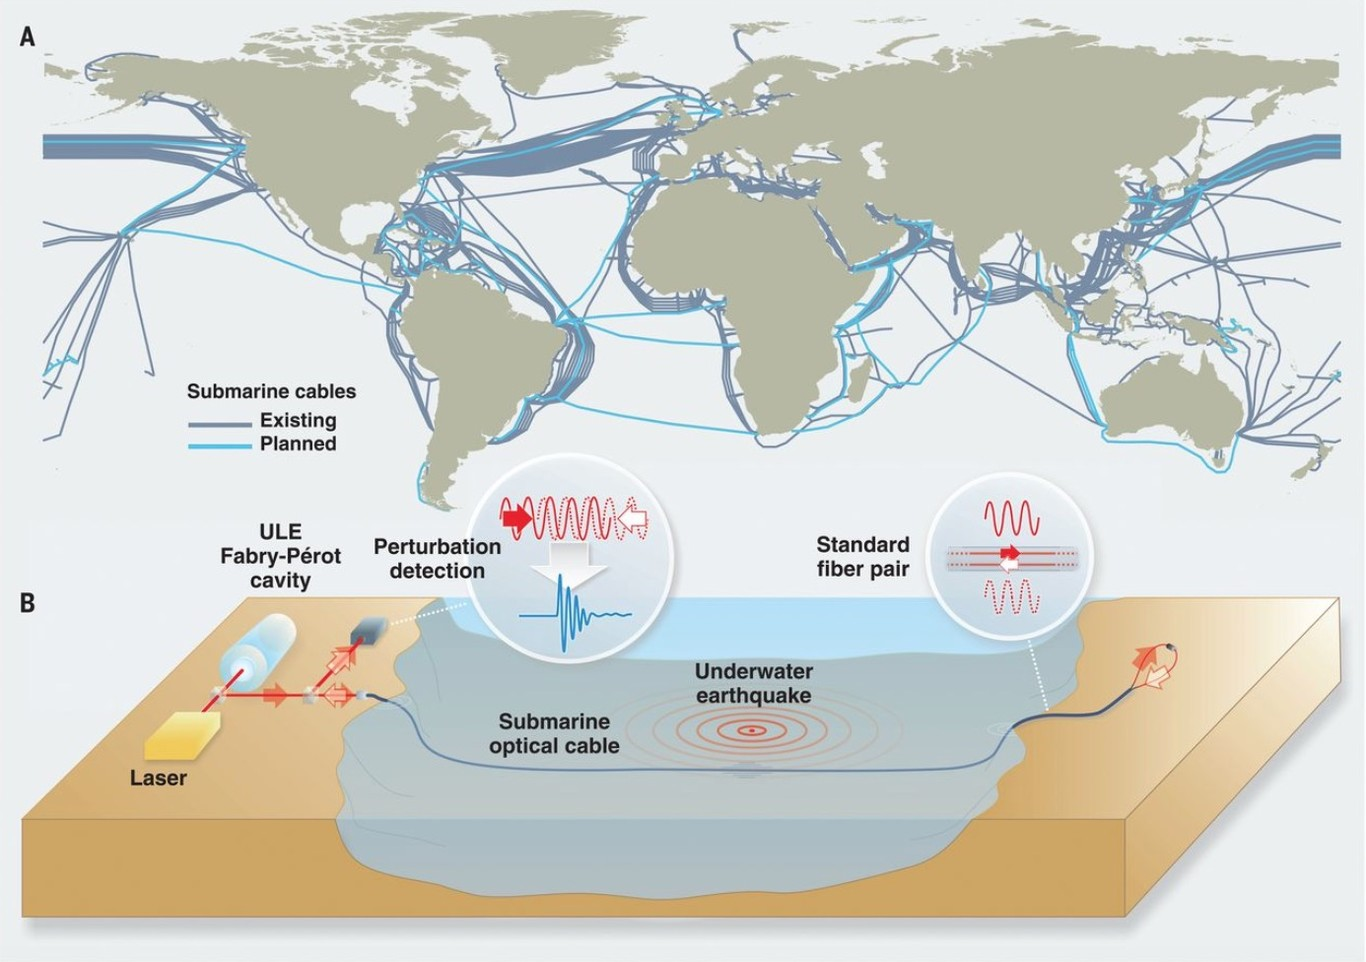 A
Submarine cables
Existing
Planned
ULE
Fabry-Pérot
cavity
Perturbation
detection
Standard
fiber pair
B
Underwater
earthquake
Submarine
optical cable
Laser